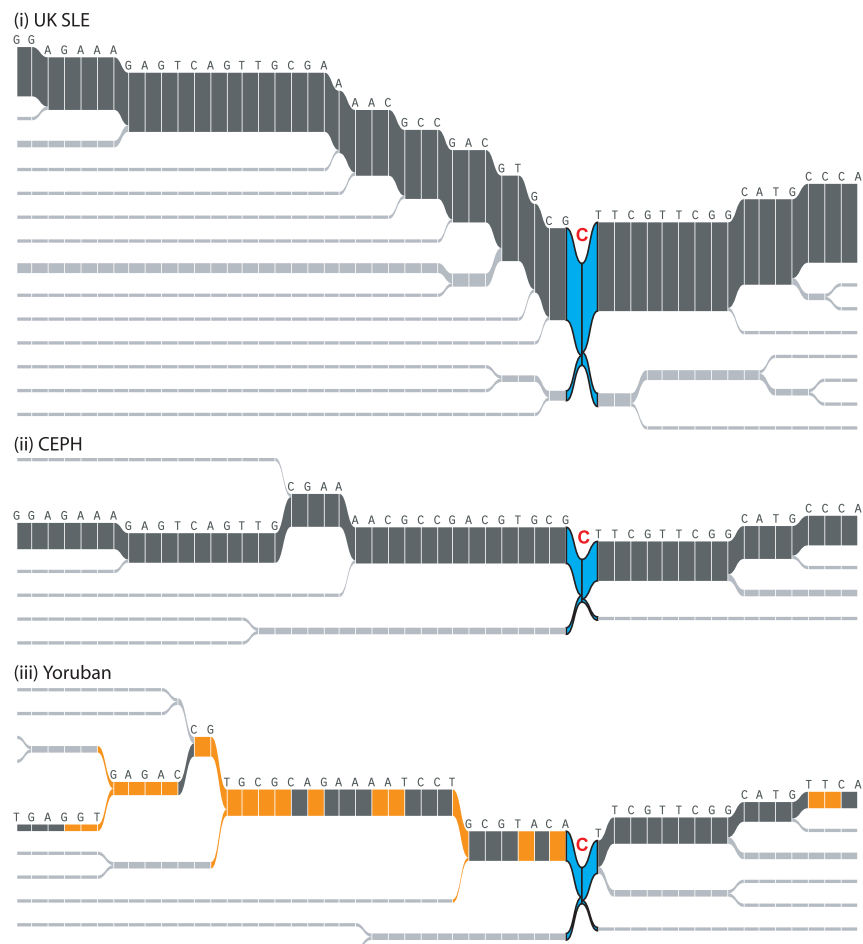 (i) UK SLE
G G
A G A A A
G A G T C A G T T G C G A
A
A A C
G C C
G A C
G T
G
C G
C
T T C G T T C G G
C A T G
C C C A
(ii) CEPH
G G A G A A A
G A G T C A G T T G
C G A A
A A C G C C G A C G T G C G
C
T T C G T T C G G
C A T G
C C C A
(iii) Yoruban
T G A G G T
G A G A C
C G
T G C G C A G A A A A T C C T
G C G T A C A
C
T
T C G T T C G G
C A T G
T T C A